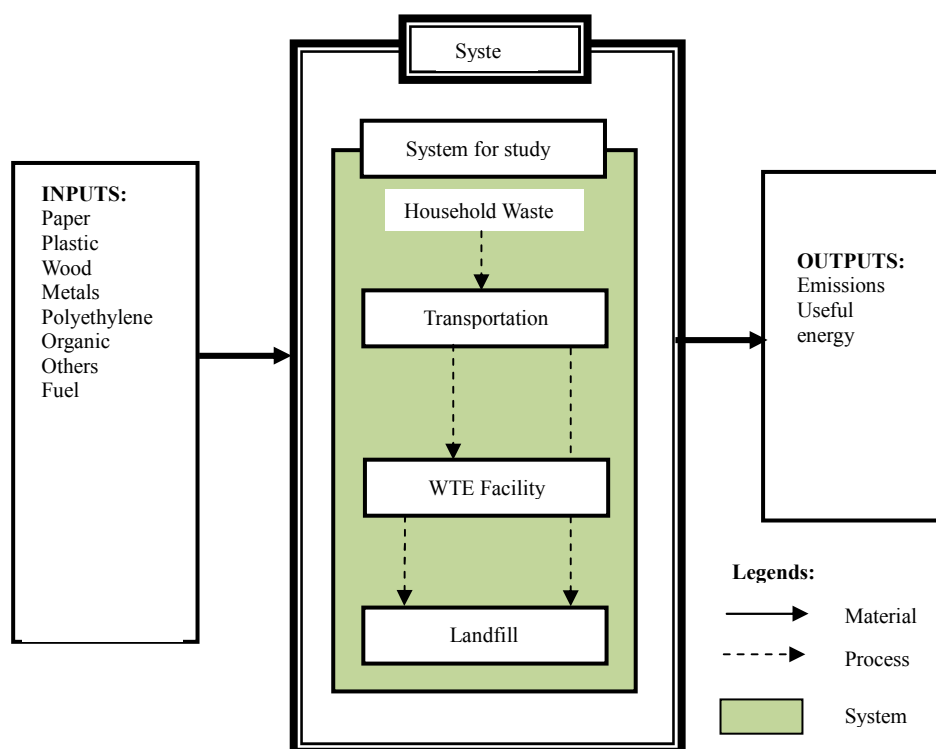 Syste
System for study
Household Waste
Transportation
WTE Facility
Landfill
INPUTS:
Paper
Plastic
Wood
Metals
Polyethylene
Organic
Others
Fuel
OUTPUTS:
Emissions
Useful
energy
Legends:
Material
Process
System